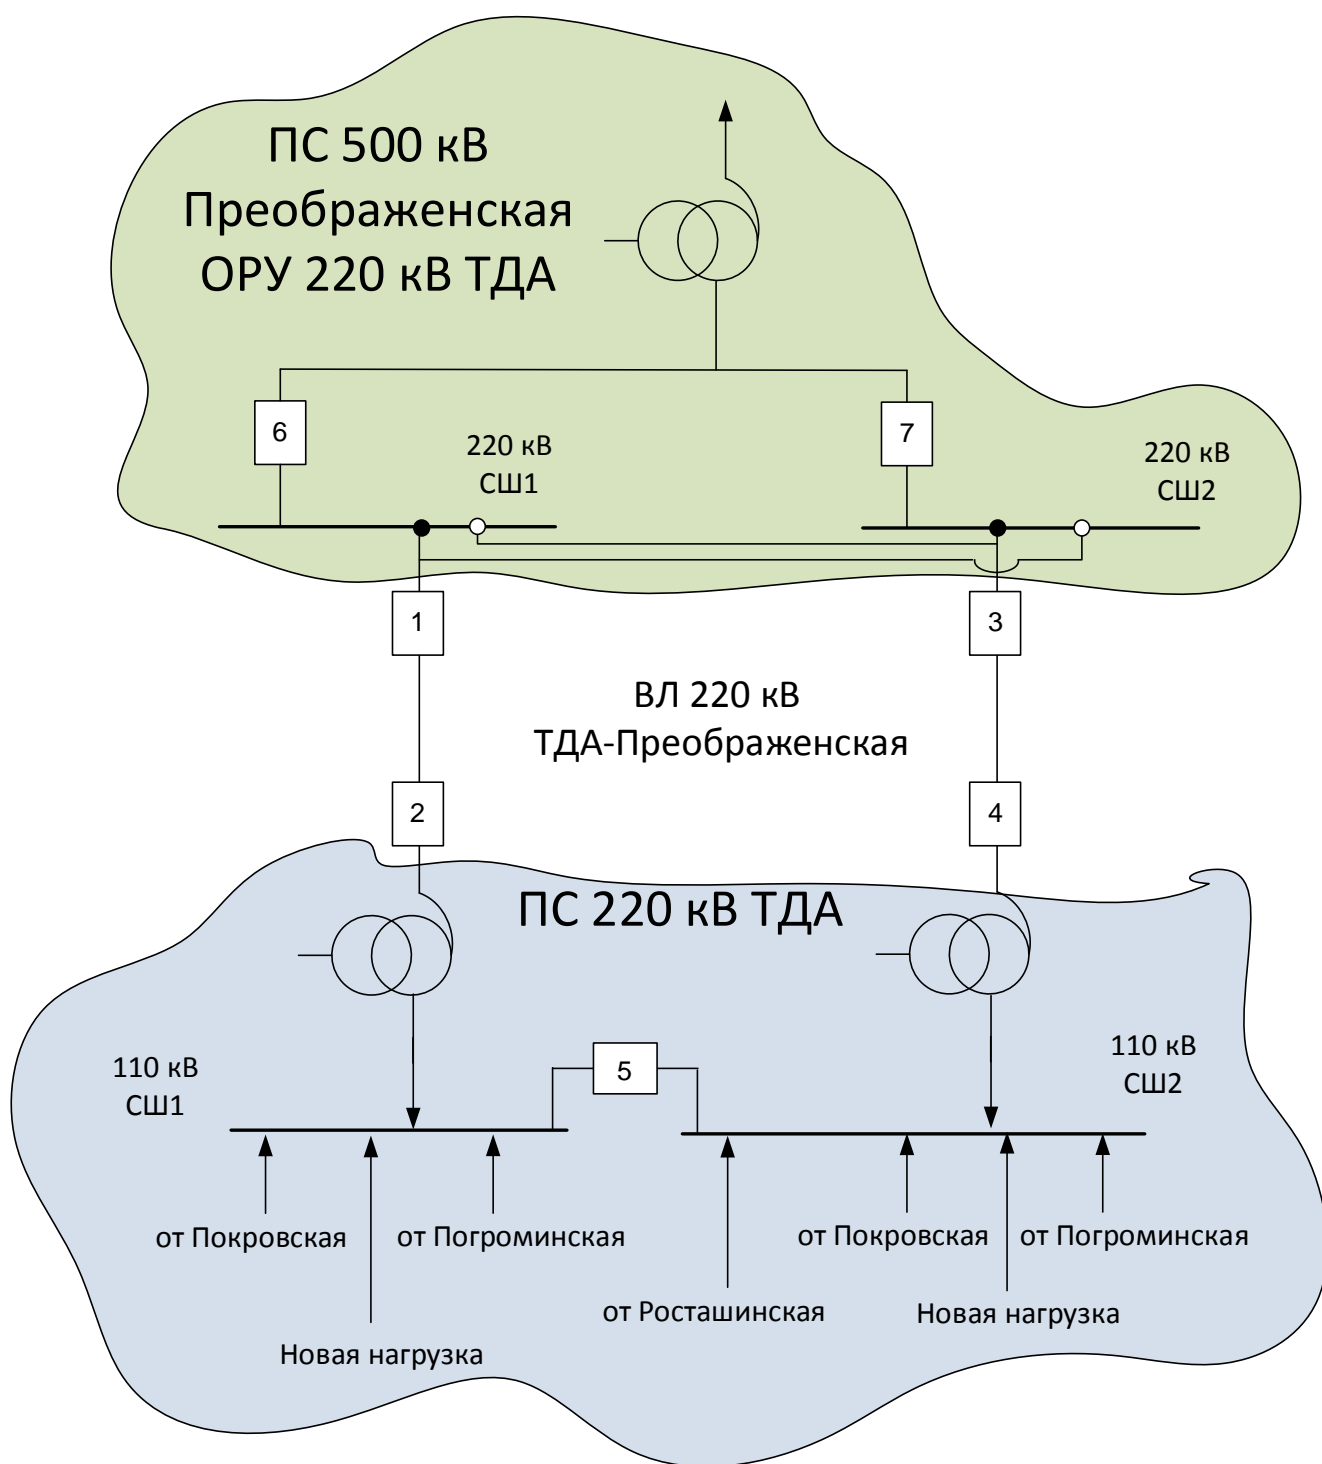 ПС 500 кВ
Преображенская
ОРУ 220 кВ ТДА
6
220 кВ
СШ1
7
220 кВ
СШ2
1
3
ВЛ 220 кВ
ТДА-Преображенская
2
4
ПС 220 кВ ТДА
110 кВ
СШ1
5
110 кВ
СШ2
от Покровская
от Погроминская
от Покровская
от Погроминская
от Росташинская
Новая нагрузка
Новая нагрузка